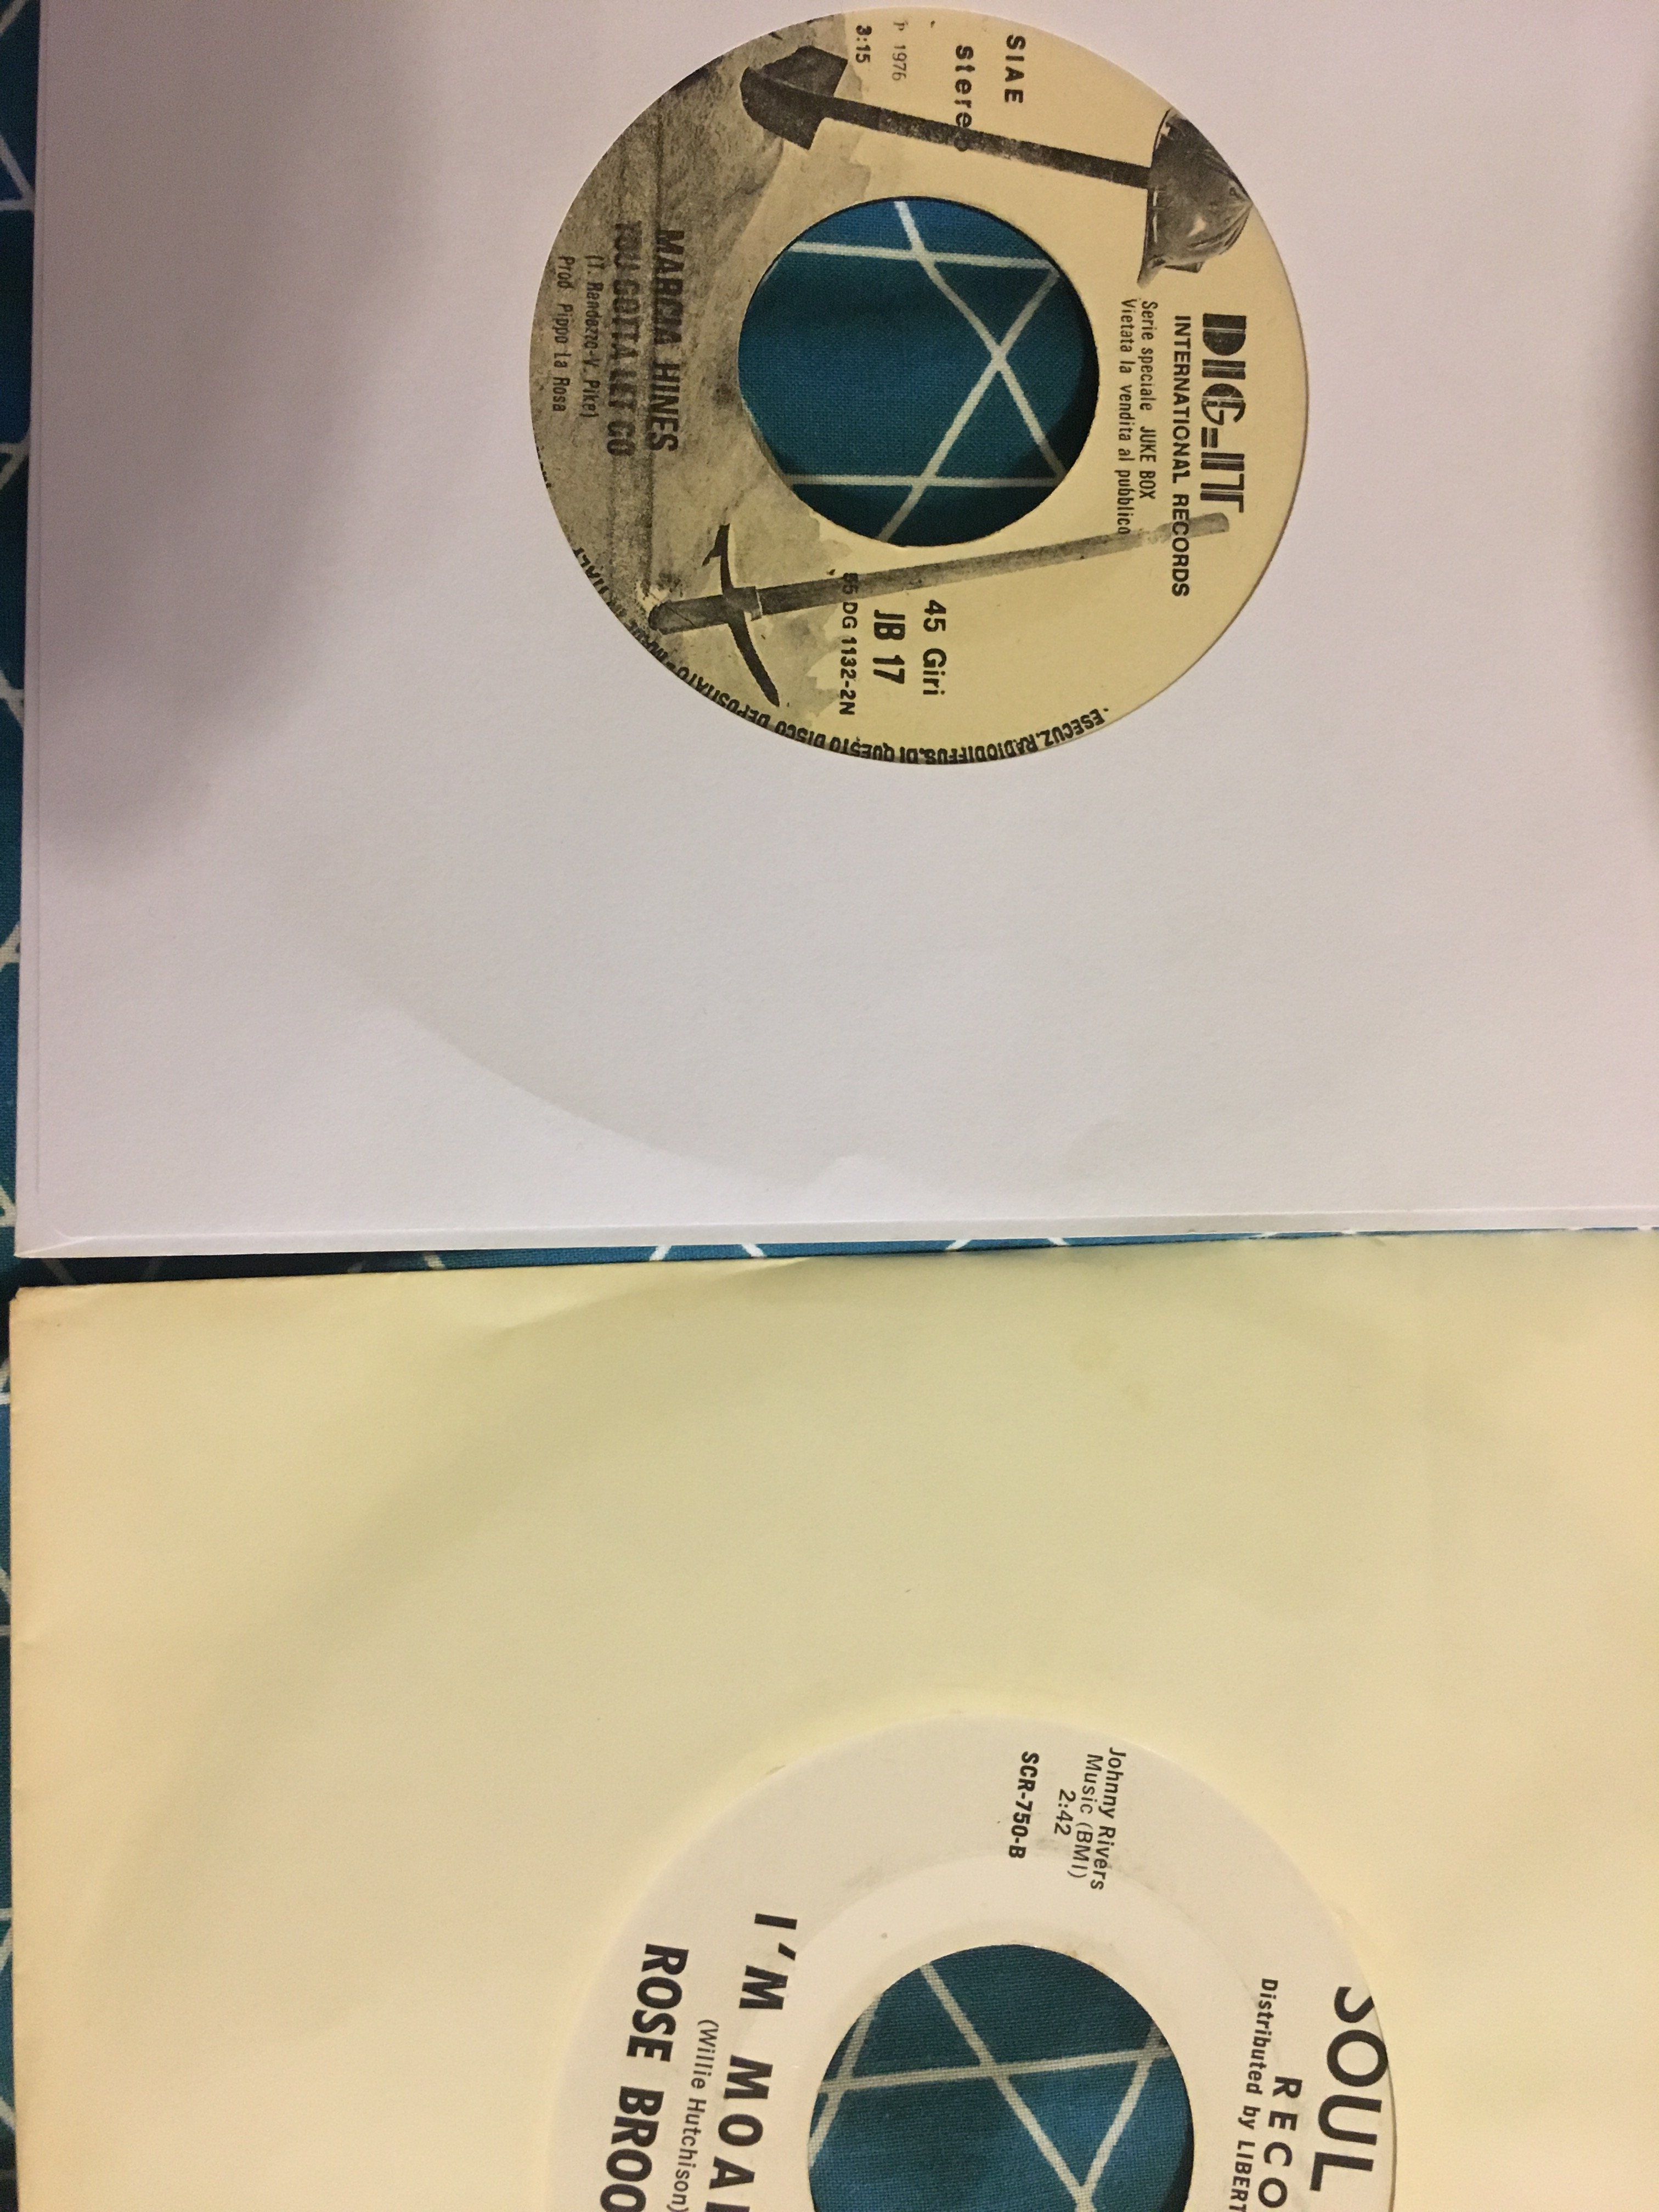 DIG-IT
INTERNATIONAL RECORDS
Serie speciale JUKE BOX
Vietata la vendita al pubblico
SIAE
stereo
P 1976
3:15
45 Giri
JB 17
DG 1132-2N
MARCIA HINES
YOU GOTTA LET GO
(T. Randazzo-V. Pike)
Prod. Pippo La Rosa
ESECUZ. RADIODIFFUS. DI QUESTO DISCO DEPOSITATO
SOUL
RECO
Distributed by LIBERT
Johnny Rivers
Music (BMI)
2:42
SCR-750-B
I'M MOA
(Willie Hutchison)
ROSE BROO